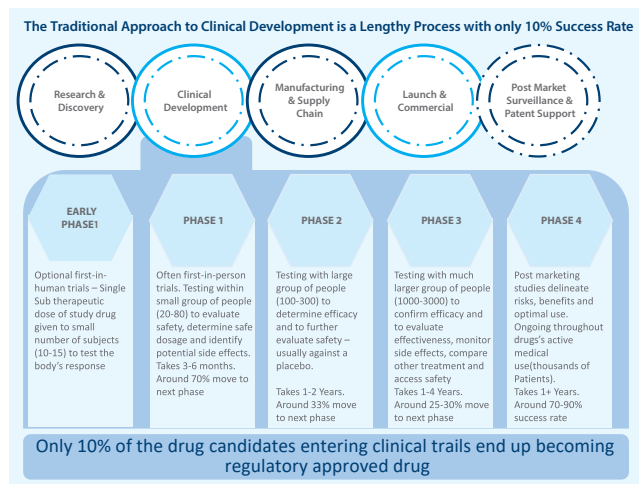 The Traditional Approach to Clinical Development is a Lengthy Process with only 10% Success Rate
Research &
Discovery
Clinical
Development
Manufacturing
& Supply
Chain
Launch &
Commercial
Post Market
Surveillance &
Patent Support
EARLY
PHASE1
Optional first-in-
human trials – Single
Sub therapeutic
dose of study drug
given to small
number of subjects
(10-15) to test the
body's response
PHASE 1
Often first-in-person
trials. Testing within
small group of people
(20-80) to evaluate
safety, determine safe
dosage and identify
potential side effects.
Takes 3-6 months.
Around 70% move to
next phase
PHASE 2
Testing with large
group of people
(100-300) to
determine efficacy
and to further
evaluate safety –
usually against a
placebo.
Takes 1-2 Years.
Around 33% move
to next phase
PHASE 3
Testing with much
larger group of people
(1000-3000) to
confirm efficacy and
to evaluate
effectiveness, monitor
side effects, compare
other treatment and
access safety
Takes 1-4 Years.
Around 25-30% move
to next phase
PHASE 4
Post marketing
studies delineate
risks, benefits and
optimal use.
Ongoing throughout
drugs's active
medical
use(thousands of
Patients).
Takes 1+ Years.
Around 70-90%
success rate
Only 10% of the drug candidates entering clinical trails end up becoming
regulatory approved drug